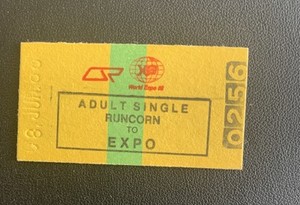 World Expo 88
ADULT SINGLE
RUNCORN
TO
EXPO
0256